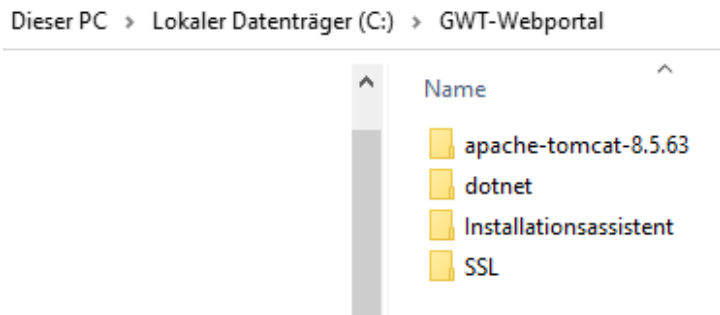 Dieser PC > Lokaler Datenträger (C:) > GWT-Webportal
Name
apache-tomcat-8.5.63
dotnet
Installationsassistent
SSL